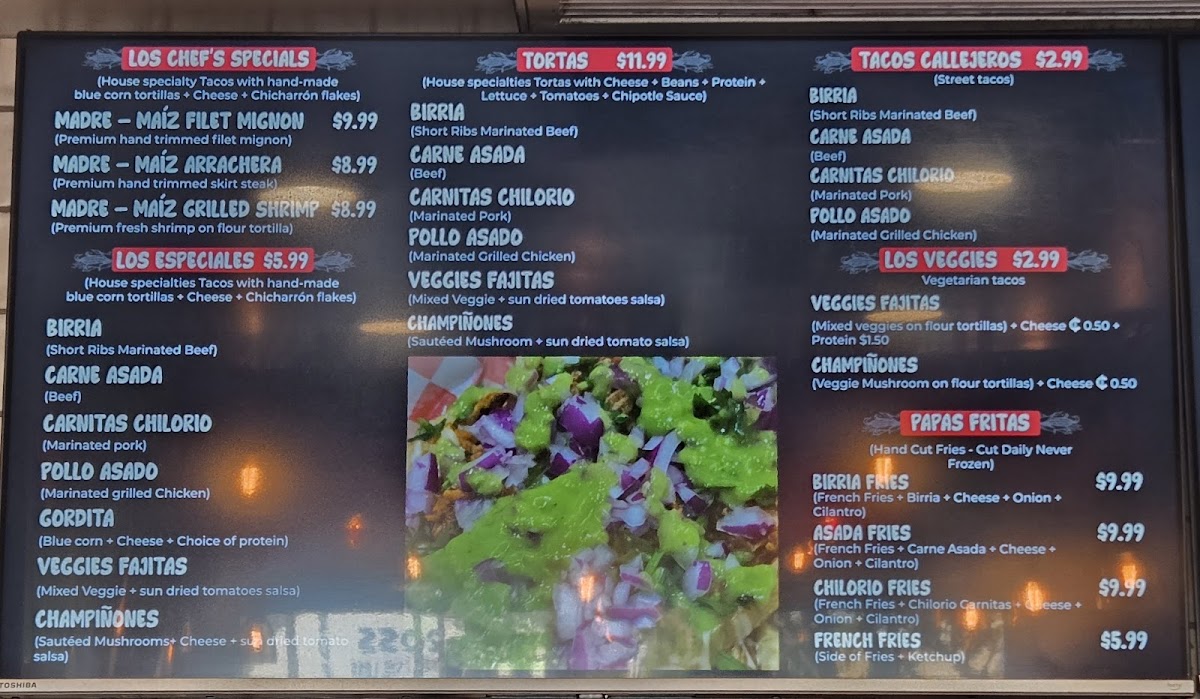 LOS CHEF'S SPECIALS
(House specialty Tacos with hand-made
blue corn tortillas + Cheese + Chicharrón flakes)
MADRE – MAÍZ FILET MIGNON $9.99
(Premium hand trimmed filet mignon)
MADRE – MAÍZ ARRACHERA $8.99
(Premium hand trimmed skirt steak)
MADRE – MAÍZ GRILLED SHRIMP $8.99
(Premium fresh shrimp on flour tortilla)
LOS ESPECIALES $5.99
(House specialties Tacos with hand-made
blue corn tortillas + Cheese + Chicharrón flakes)
BIRRIA
(Short Ribs Marinated Beef)
CARNE ASADA
(Beef)
CARNITAS CHILORIO
(Marinated pork)
POLLO ASADO
(Marinated grilled Chicken)
GORDITA
(Blue corn + Cheese + Choice of protein)
VEGGIES FAJITAS
(Mixed Veggie + sun dried tomatoes salsa)
CHAMPIÑONES
(Sautéed Mushrooms+ Cheese + sun dried tomato
salsa)
TORTAS $11.99
(House specialties Tortas with Cheese + Beans + Protein +
Lettuce + Tomatoes + Chipotle Sauce)
BIRRIA
(Short Ribs Marinated Beef)
CARNE ASADA
(Beef)
CARNITAS CHILORIO
(Marinated Pork)
POLLO ASADO
(Marinated Grilled Chicken)
VEGGIES FAJITAS
(Mixed Veggie + sun dried tomatoes salsa)
CHAMPIÑONES
(Sautéed Mushroom + sun dried tomato salsa)
TACOS CALLEJEROS $2.99
(Street tacos)
BIRRIA
(Short Ribs Marinated Beef)
CARNE ASADA
(Beef)
CARNITAS CHILORIO
(Marinated Pork)
POLLO ASADO
(Marinated Grilled Chicken)
LOS VEGGIES $2.99
Vegetarian tacos
VEGGIES FAJITAS
(Mixed veggies on flour tortillas) + Cheese ₵ 0.50 +
Protein $1.50
CHAMPIÑONES
(Veggie Mushroom on flour tortillas) + Cheese ₵ 0.50
PAPAS FRITAS
(Hand Cut Fries - Cut Daily Never
Frozen)
BIRRIA FRIES $9.99
(French Fries + Birria + Cheese + Onion +
Cilantro)
ASADA FRIES $9.99
(French Fries + Carne Asada + Cheese +
Onion + Cilantro)
CHILORIO FRIES $9.99
(French Fries + Chilorio Carnitas + Cheese +
Onion + Cilantro)
FRENCH FRIES $5.99
(Side of Fries + Ketchup)
TOSHIBA